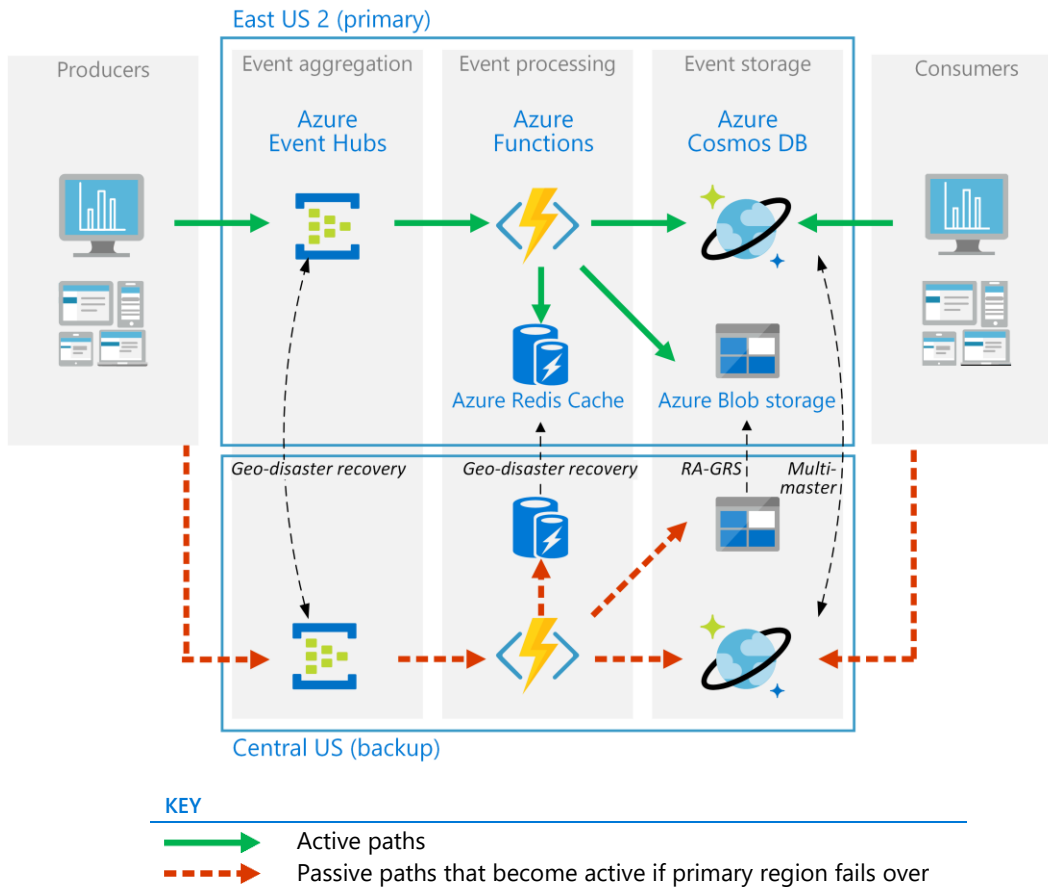 East US 2 (primary)
Producers
Event aggregation
Event processing
Event storage
Consumers
Azure
Event Hubs
Azure
Functions
Azure
Cosmos DB
Azure Redis Cache
Azure Blob storage
Geo-disaster recovery
Geo-disaster recovery
RA-GRS
Multi-
master
Central US (backup)
KEY
Active paths
Passive paths that become active if primary region fails over